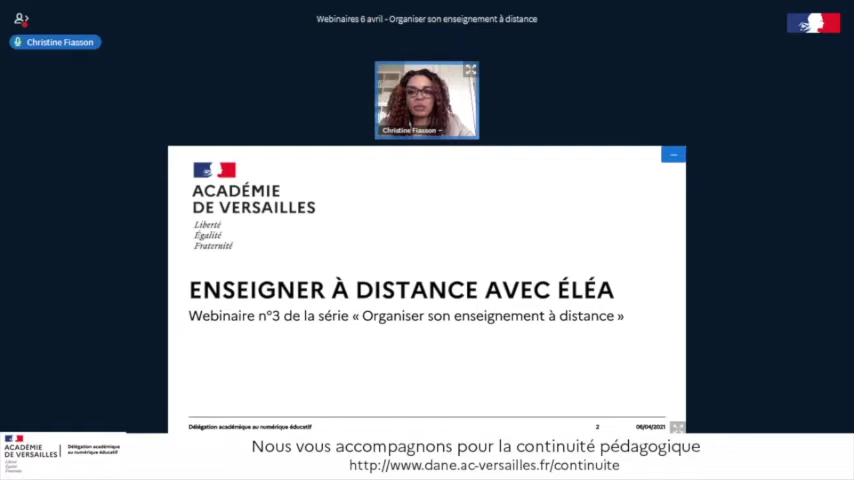 Webinaires 6 avril - Organiser son enseignement à distance
Christine Fiasson
Christine Fiasson
ACADÉMIE
DE VERSAILLES
Liberté
Égalité
Fraternité
ENSEIGNER À DISTANCE AVEC ÉLÉA
Webinaire n°3 de la série « Organiser son enseignement à distance »
Délégation académique au numérique éducatif 2 06/04/2021
ACADÉMIE
DE VERSAILLES
Liberté
Égalité
Fraternité
Délégation académique
au numérique éducatif
Nous vous accompagnons pour la continuité pédagogique
http://www.dane.ac-versailles.fr/continuite